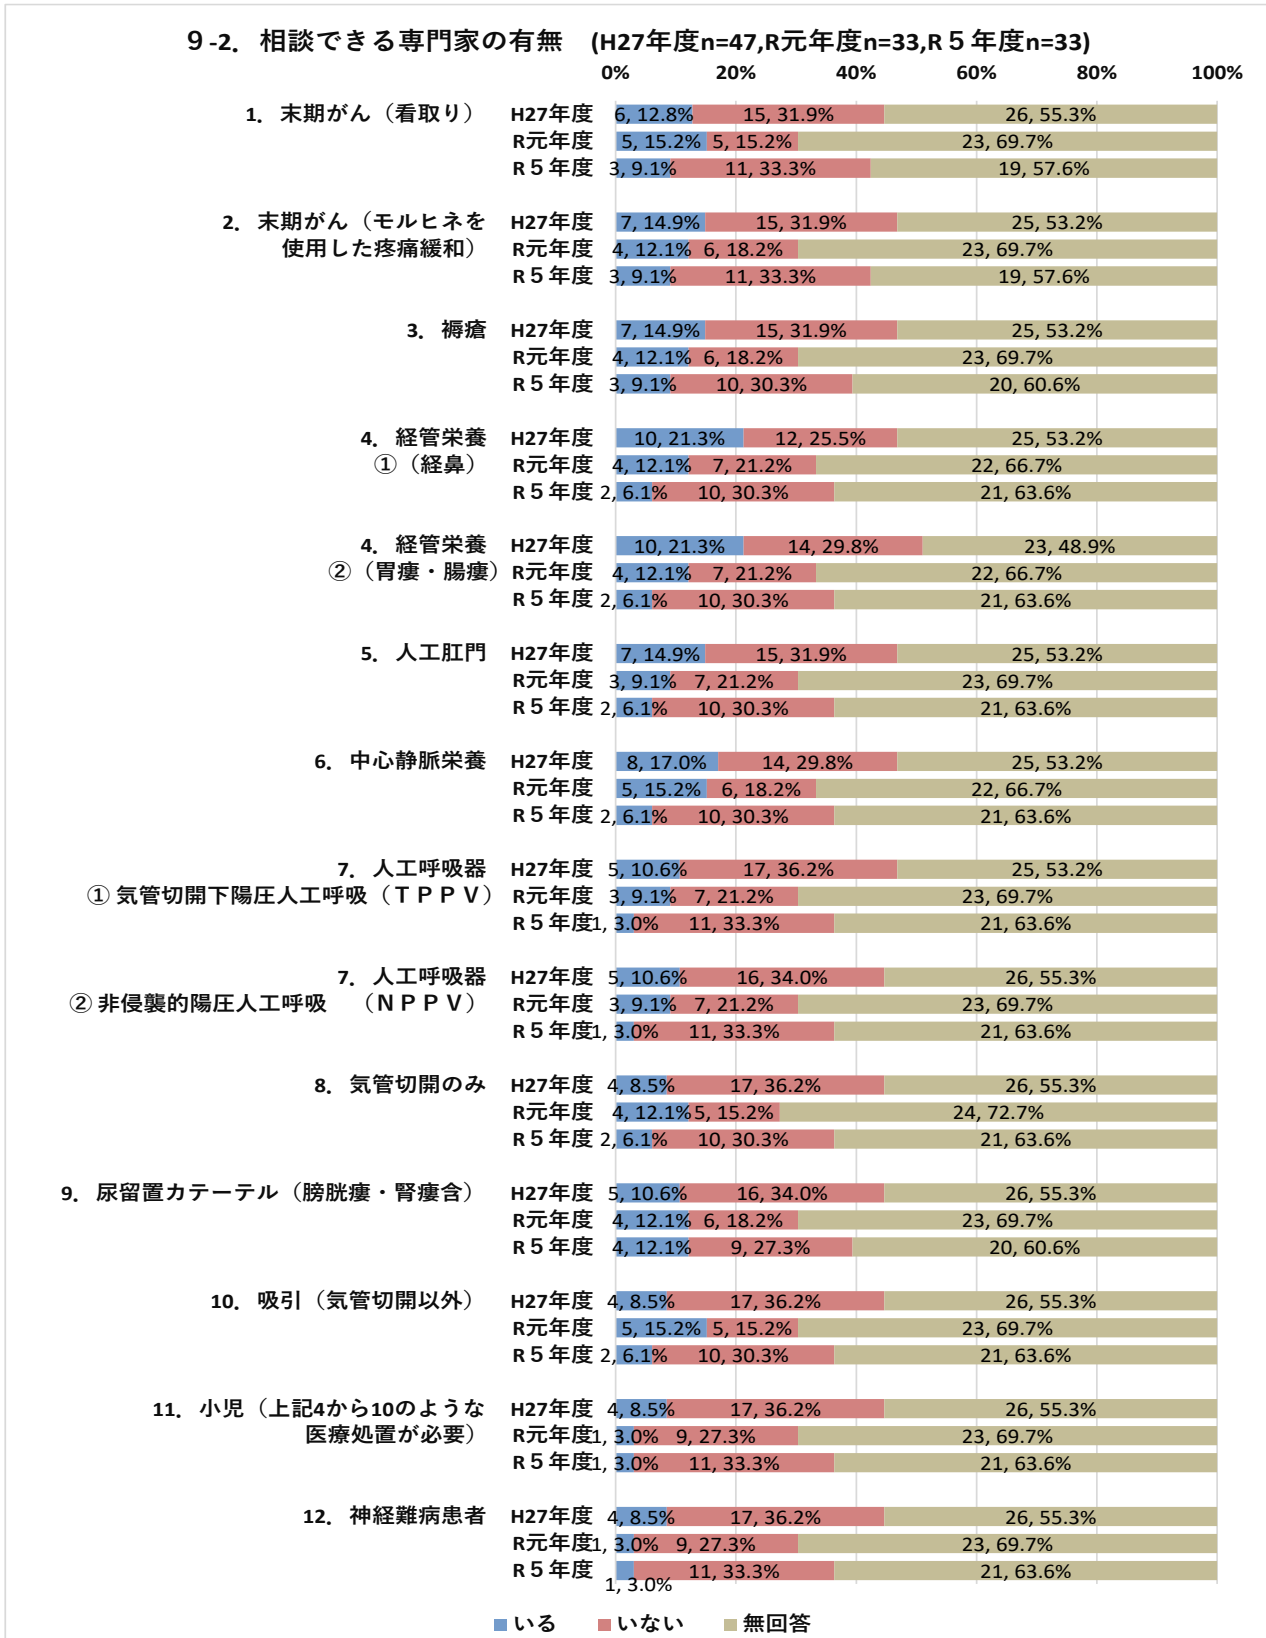 9-2. 相談できる専門家の有無 (H27年度n=47,R元年度n=33,R5年度n=33)
0% 20% 40% 60% 80% 100%
1. 末期がん(看取り) H27年度 6, 12.8% 15, 31.9% 26, 55.3%
R元年度 5, 15.2% 5, 15.2% 23, 69.7%
R5年度 3, 9.1% 11, 33.3% 19, 57.6%
2. 末期がん(モルヒネを H27年度 7, 14.9% 15, 31.9% 25, 53.2%
使用した疼痛緩和) R元年度 4, 12.1% 6, 18.2% 23, 69.7%
R5年度 3, 9.1% 11, 33.3% 19, 57.6%
3. 褥瘡 H27年度 7, 14.9% 15, 31.9% 25, 53.2%
R元年度 4, 12.1% 6, 18.2% 23, 69.7%
R5年度 3, 9.1% 10, 30.3% 20, 60.6%
4. 経管栄養 H27年度 10, 21.3% 12, 25.5% 25, 53.2%
①(経鼻) R元年度 4, 12.1% 7, 21.2% 22, 66.7%
R5年度 2, 6.1% 10, 30.3% 21, 63.6%
4. 経管栄養 H27年度 10, 21.3% 14, 29.8% 23, 48.9%
②(胃瘻・腸瘻) R元年度 4, 12.1% 7, 21.2% 22, 66.7%
R5年度 2, 6.1% 10, 30.3% 21, 63.6%
5. 人工肛門 H27年度 7, 14.9% 15, 31.9% 25, 53.2%
R元年度 3, 9.1% 7, 21.2% 23, 69.7%
R5年度 2, 6.1% 10, 30.3% 21, 63.6%
6. 中心静脈栄養 H27年度 8, 17.0% 14, 29.8% 25, 53.2%
R元年度 5, 15.2% 6, 18.2% 22, 66.7%
R5年度 2, 6.1% 10, 30.3% 21, 63.6%
7. 人工呼吸器 H27年度 5, 10.6% 17, 36.2% 25, 53.2%
① 気管切開下陽圧人工呼吸(TPPV) R元年度 3, 9.1% 7, 21.2% 23, 69.7%
R5年度 1, 3.0% 11, 33.3% 21, 63.6%
7. 人工呼吸器 H27年度 5, 10.6% 16, 34.0% 26, 55.3%
② 非侵襲的陽圧人工呼吸 (NPPV) R元年度 3, 9.1% 7, 21.2% 23, 69.7%
R5年度 1, 3.0% 11, 33.3% 21, 63.6%
8. 気管切開のみ H27年度 4, 8.5% 17, 36.2% 26, 55.3%
R元年度 4, 12.1% 5, 15.2% 24, 72.7%
R5年度 2, 6.1% 10, 30.3% 21, 63.6%
9. 尿留置カテーテル(膀胱瘻・腎瘻含) H27年度 5, 10.6% 16, 34.0% 26, 55.3%
R元年度 4, 12.1% 6, 18.2% 23, 69.7%
R5年度 4, 12.1% 9, 27.3% 20, 60.6%
10. 吸引(気管切開以外) H27年度 4, 8.5% 17, 36.2% 26, 55.3%
R元年度 5, 15.2% 5, 15.2% 23, 69.7%
R5年度 2, 6.1% 10, 30.3% 21, 63.6%
11. 小児(上記4から10のような H27年度 4, 8.5% 17, 36.2% 26, 55.3%
医療処置が必要) R元年度 1, 3.0% 9, 27.3% 23, 69.7%
R5年度 1, 3.0% 11, 33.3% 21, 63.6%
12. 神経難病患者 H27年度 4, 8.5% 17, 36.2% 26, 55.3%
R元年度 1, 3.0% 9, 27.3% 23, 69.7%
R5年度 1, 3.0% 11, 33.3% 21, 63.6%
いる いない 無回答